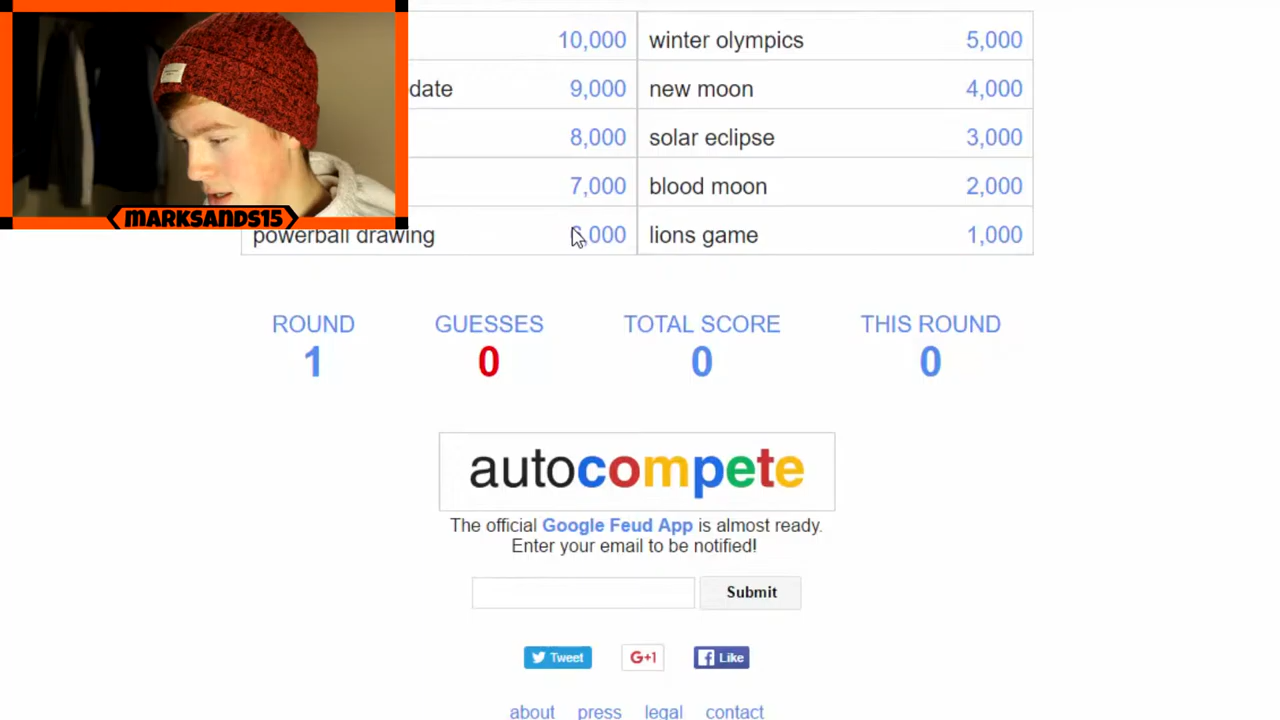 10,000 winter olympics 5,000
date 9,000 new moon 4,000
8,000 solar eclipse 3,000
7,000 blood moon 2,000
MARKSANDS15
powerball drawing ,000 lions game 1,000
ROUND GUESSES TOTAL SCORE THIS ROUND
1 0 0 0
autocompete
The official Google Feud App is almost ready.
Enter your email to be notified!
Submit
Tweet G+1 f Like
about press legal contact